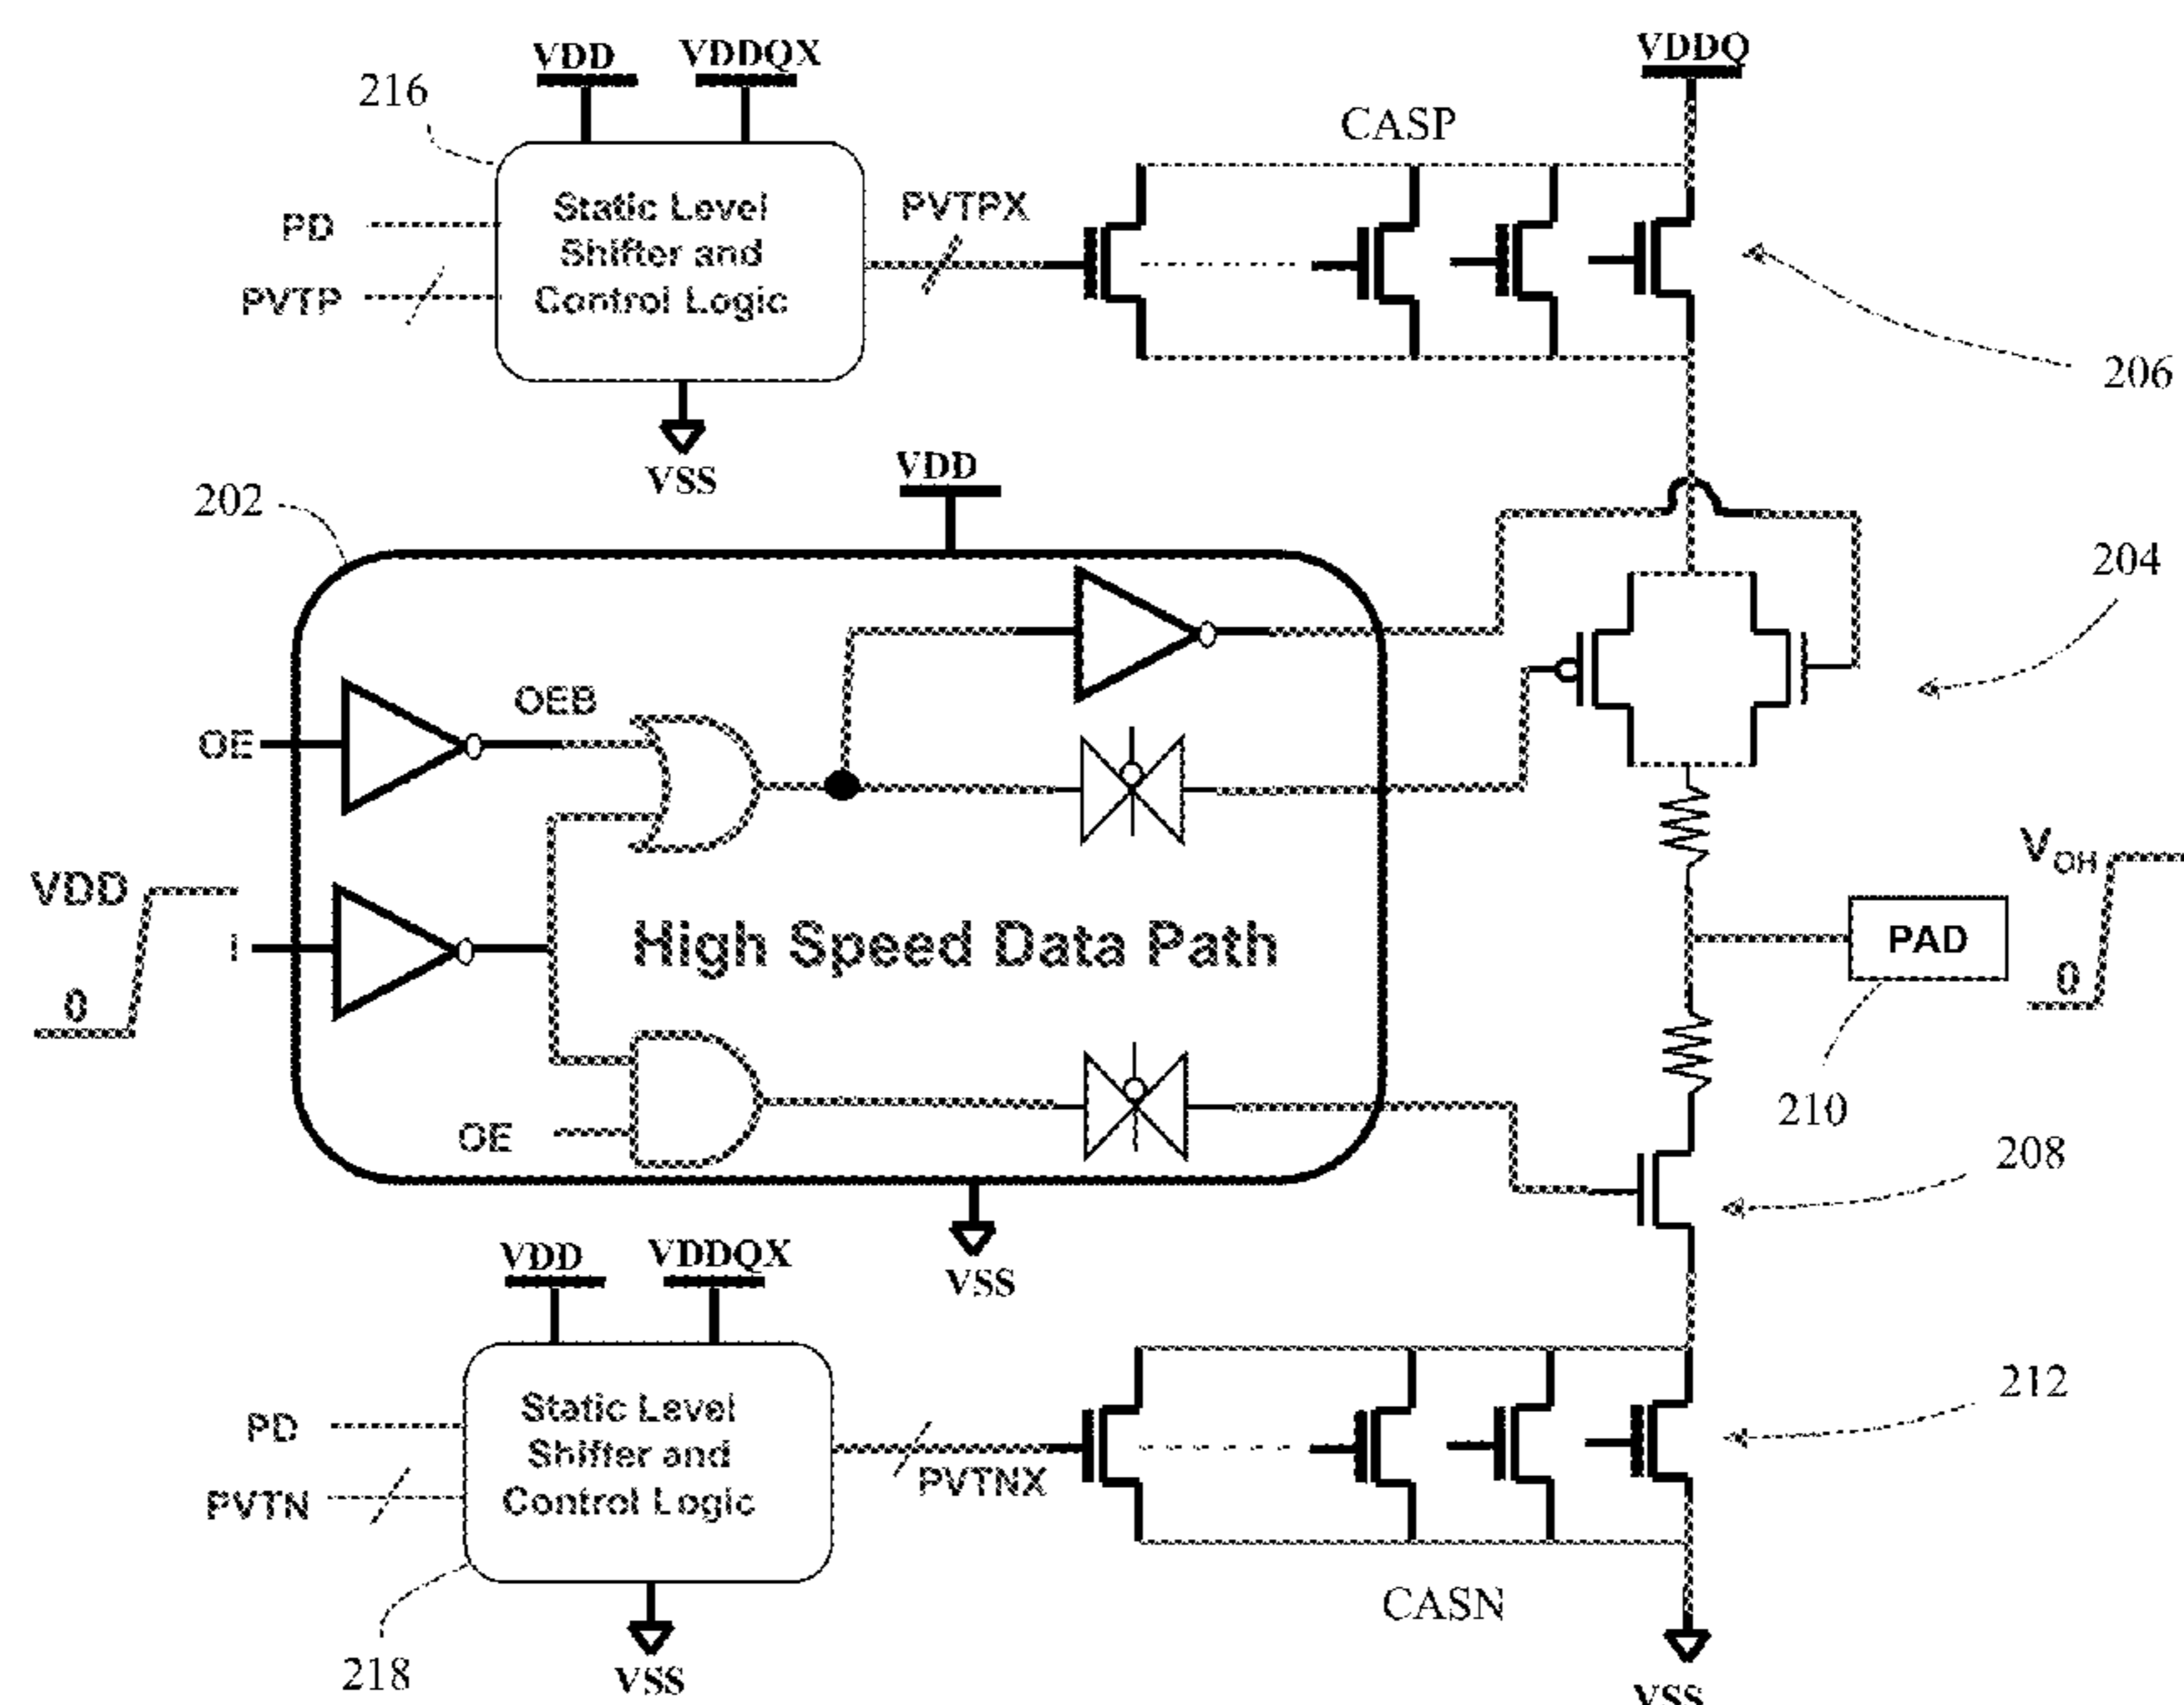 VDD
VDDQX
VDDQ
216
CASP
PD
PVTP
Static Level
Shifter and
Control Logic
PVTPX
206
VSS
VDD
202
204
OE
OEB
VDD
0
I
High Speed Data Path
PAD
VOH
0
OE
210
208
VSS
VDD
VDDQX
212
PD
PVTN
Static Level
Shifter and
Control Logic
PVTNX
CASN
218
VSS
VSS